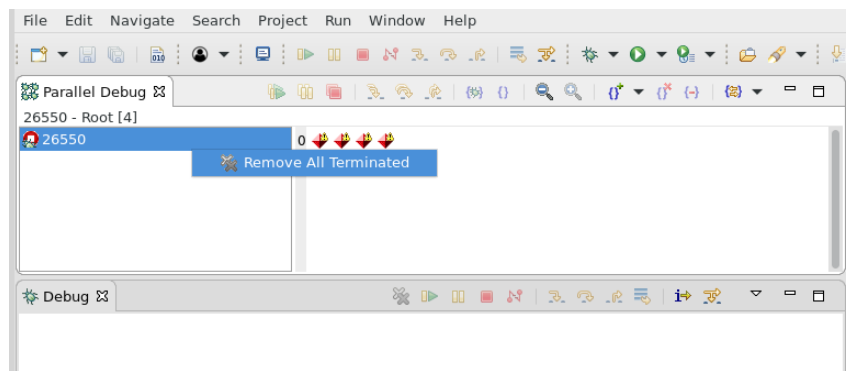 File Edit Navigate Search Project Run Window Help
010
Parallel Debug
26550 - Root [4]
26550 0
Remove All Terminated
Debug